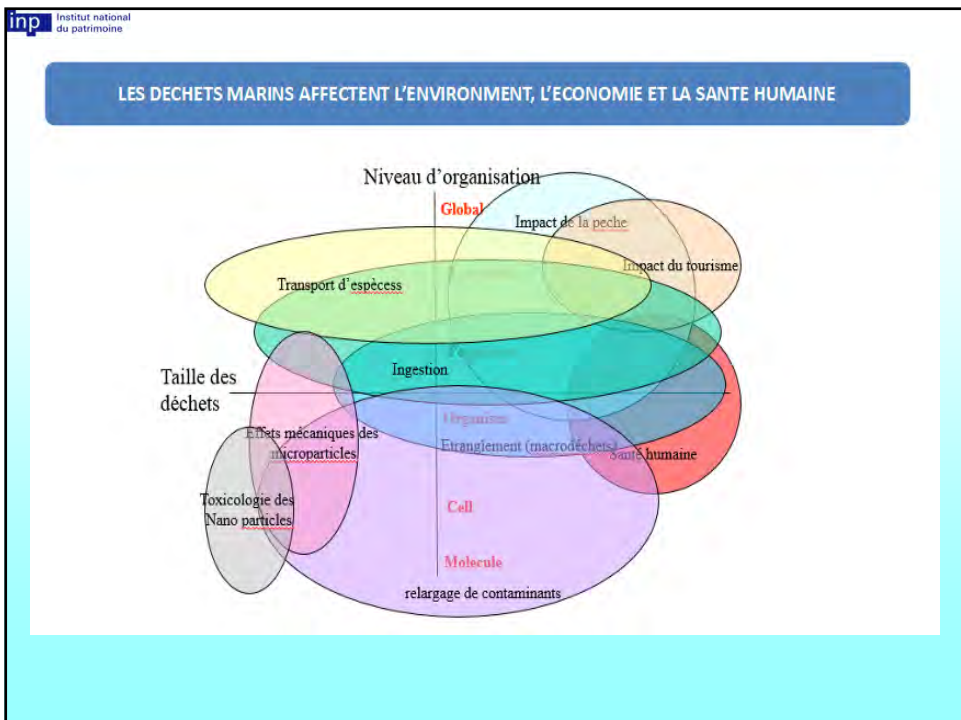 inp Institut national
du patrimoine
LES DECHETS MARINS AFFECTENT L'ENVIRONMENT, L'ECONOMIE ET LA SANTE HUMAINE
Niveau d'organisation
Global
Impact de la peche
Impact du tourisme
Transport d'espècess
Ingestion
Taille des
déchets
Organism
Effets mécaniques des
microparticles
Etranglement (macrodéchets)
Santé humaine
Toxicologie des
Nano particles
Cell
Molecule
relargage de contaminants